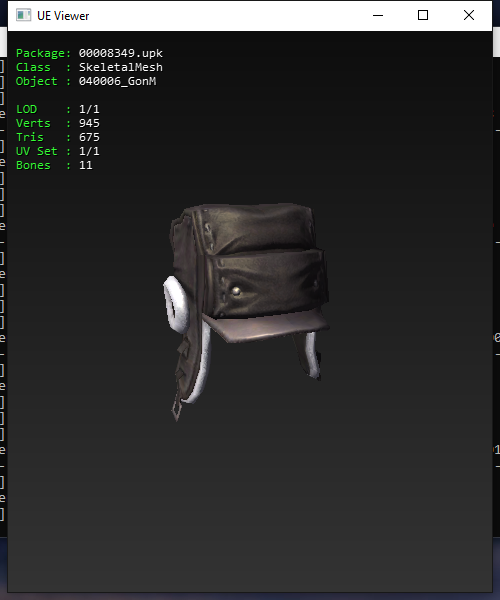 UE Viewer
Package: 00008349.upk
Class  : SkeletalMesh
Object : 040006_GonM
LOD    : 1/1
Verts  : 945
Tris   : 675
UV Set : 1/1
Bones  : 11